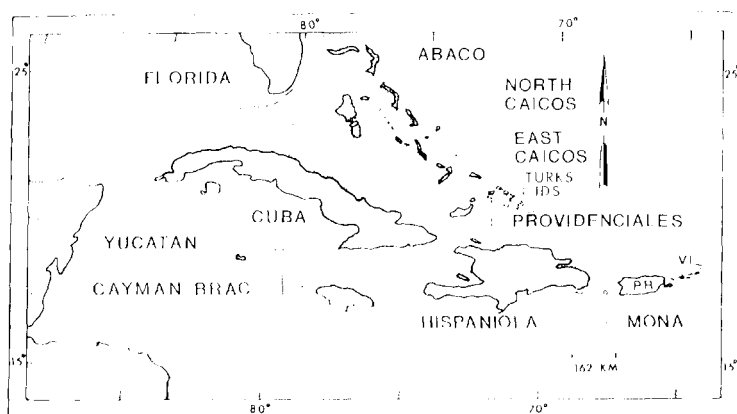 80°
70°
25°
ABACO
25°
FLORIDA
NORTH
CAICOS
N
EAST
CAICOS
TURKS
IDS
CUBA
PROVIDENCIALES
YUCATAN
VI
CAYMAN BRAC
HISPANIOLA
MONA
15°
162 KM
15°
80°
70°